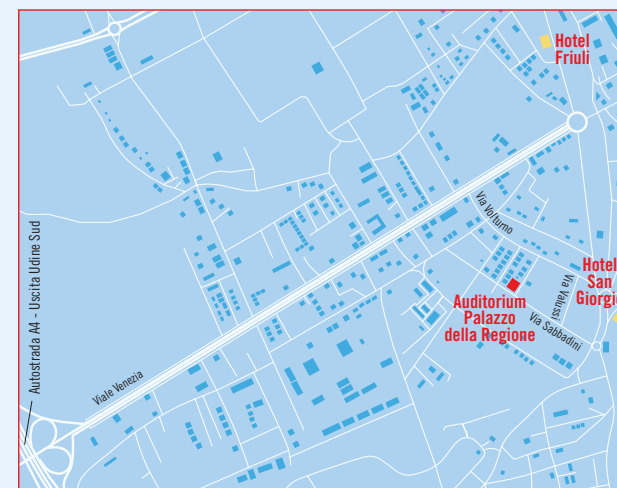 Hotel
Friuli
Via Volturno
Hotel
San
Giorgio
Via Valussi
Auditorium
Palazzo
della Regione
Via Sabbadini
Autostrada A4 - Uscita Udine Sud
Viale Venezia